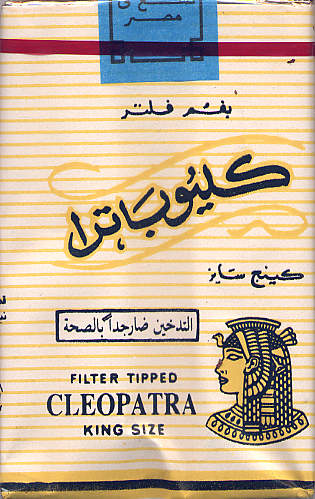 صنع في
مصر
بفم فلتر
كليوباترا
كينج سايز
التدخين ضار جداً بالصحة
FILTER TIPPED
CLEOPATRA
KING SIZE